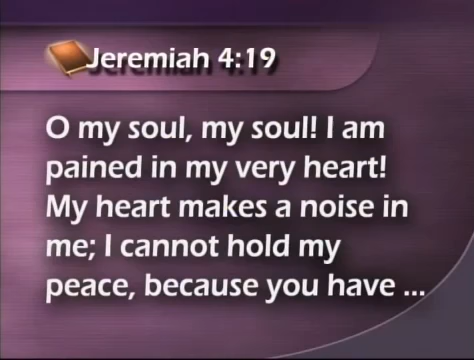 Jeremiah 4:19
O my soul, my soul! I am
pained in my very heart!
My heart makes a noise in
me; I cannot hold my
peace, because you have ...